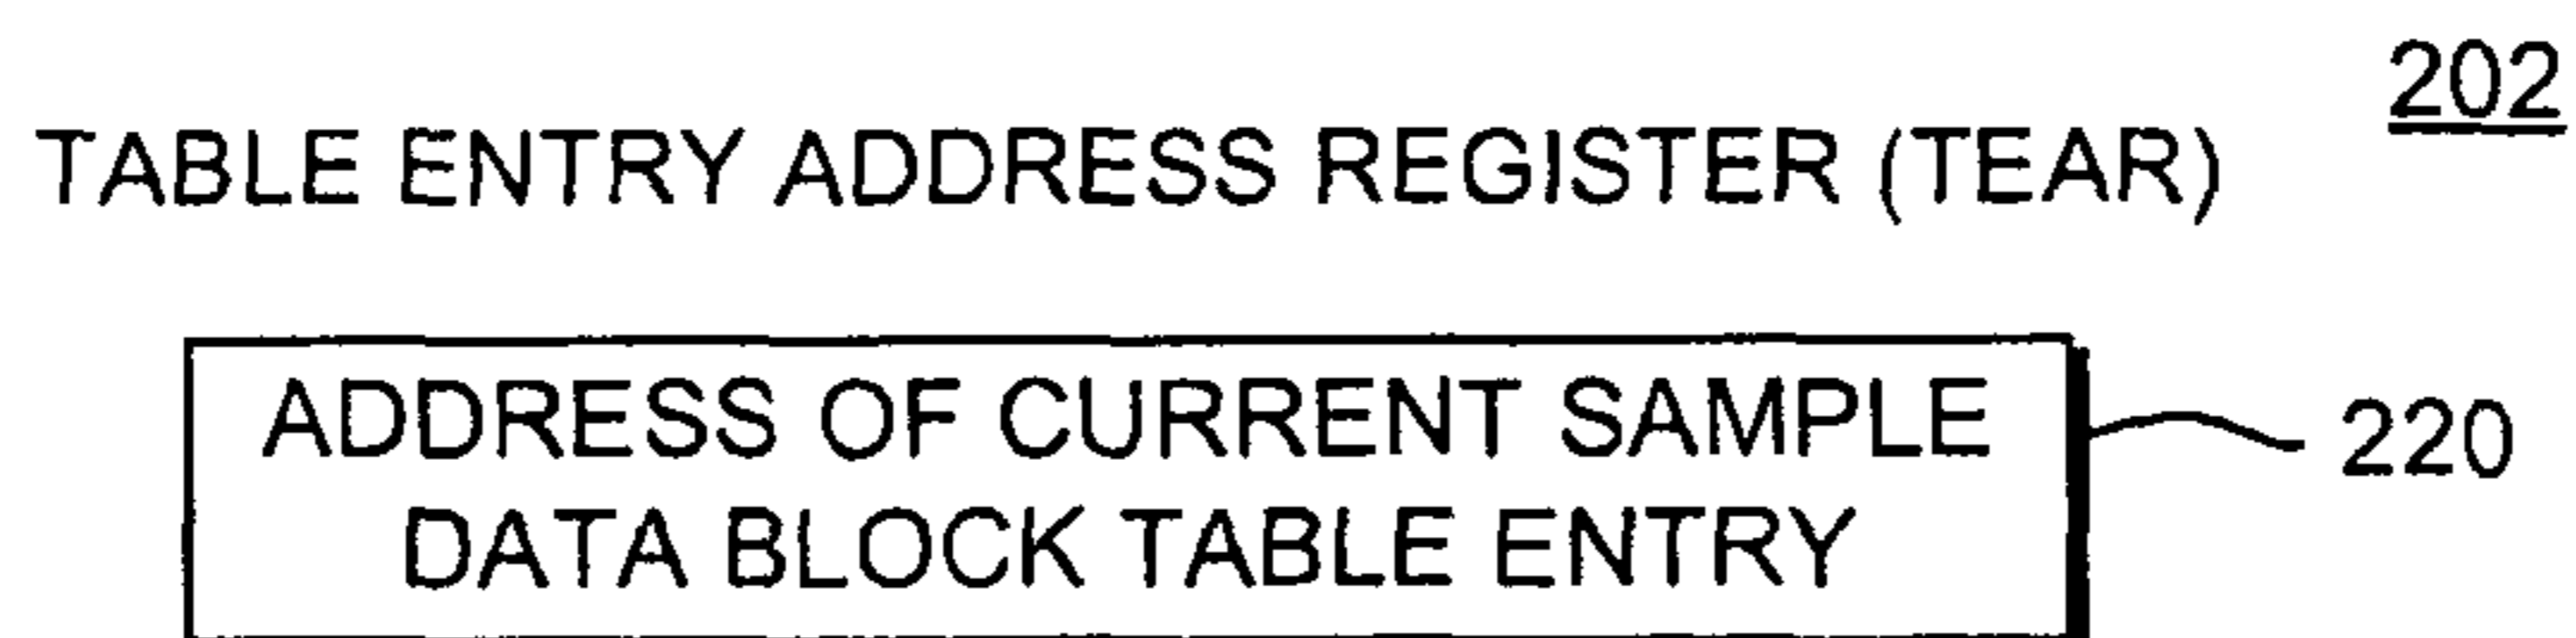 202
TABLE ENTRY ADDRESS REGISTER (TEAR)
ADDRESS OF CURRENT SAMPLE
DATA BLOCK TABLE ENTRY
220